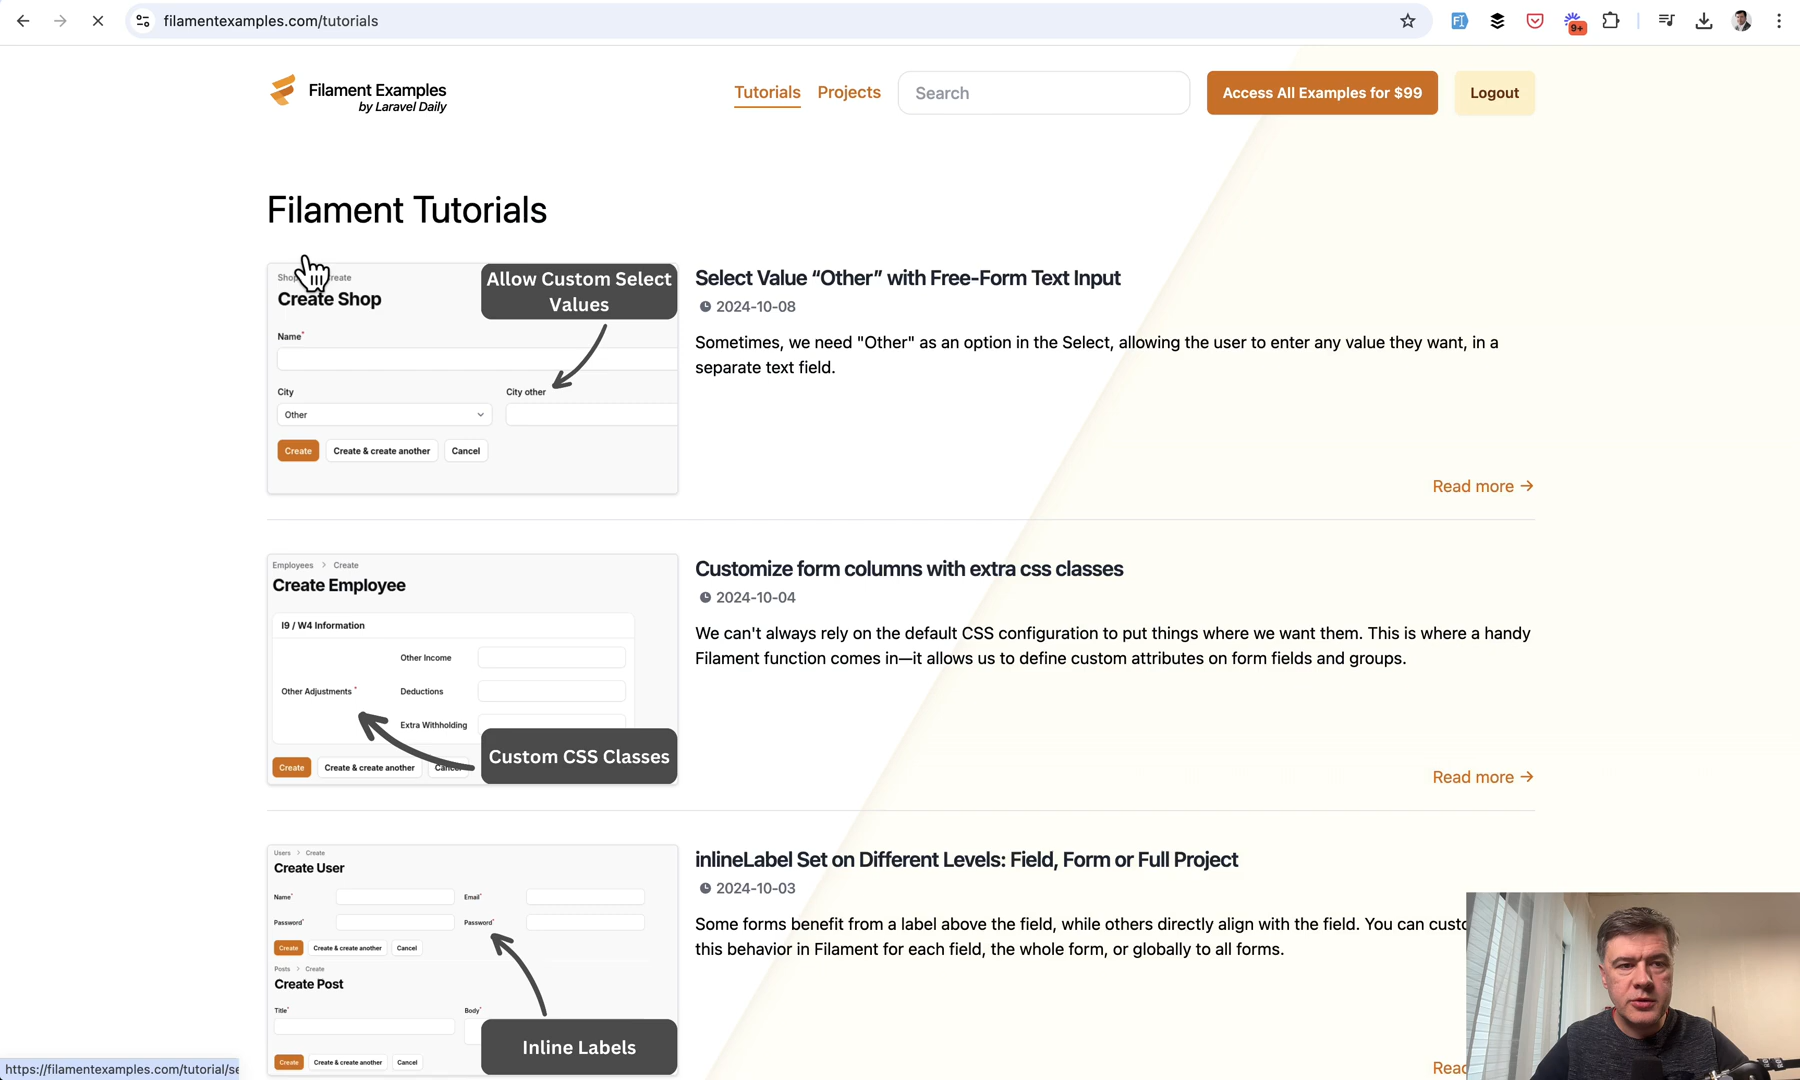 filamentexamples.com/tutorials
9+
Filament Examples
by Laravel Daily
Tutorials
Projects
Search
Access All Examples for $99
Logout
Filament Tutorials
Create
Create Shop
Allow Custom Select
Values
Name*
City
City other
Other
Create
Create & create another
Cancel
Select Value “Other” with Free-Form Text Input
2024-10-08
Sometimes, we need "Other" as an option in the Select, allowing the user to enter any value they want, in a
separate text field.
Read more →
Employees > Create
Create Employee
I9 / W4 Information
Other Income
Other Adjustments *
Deductions
Extra Withholding
Create
Create & create another
Custom CSS Classes
Customize form columns with extra css classes
2024-10-04
We can't always rely on the default CSS configuration to put things where we want them. This is where a handy
Filament function comes in—it allows us to define custom attributes on form fields and groups.
Read more →
Users > Create
Create User
Name*
Email*
Password*
Password*
Create
Create & create another
Cancel
Posts > Create
Create Post
Title*
Body*
Create
Create & create another
Cancel
Inline Labels
inlineLabel Set on Different Levels: Field, Form or Full Project
2024-10-03
Some forms benefit from a label above the field, while others directly align with the field. You can custo
this behavior in Filament for each field, the whole form, or globally to all forms.
Read
https://filamentexamples.com/tutorial/se